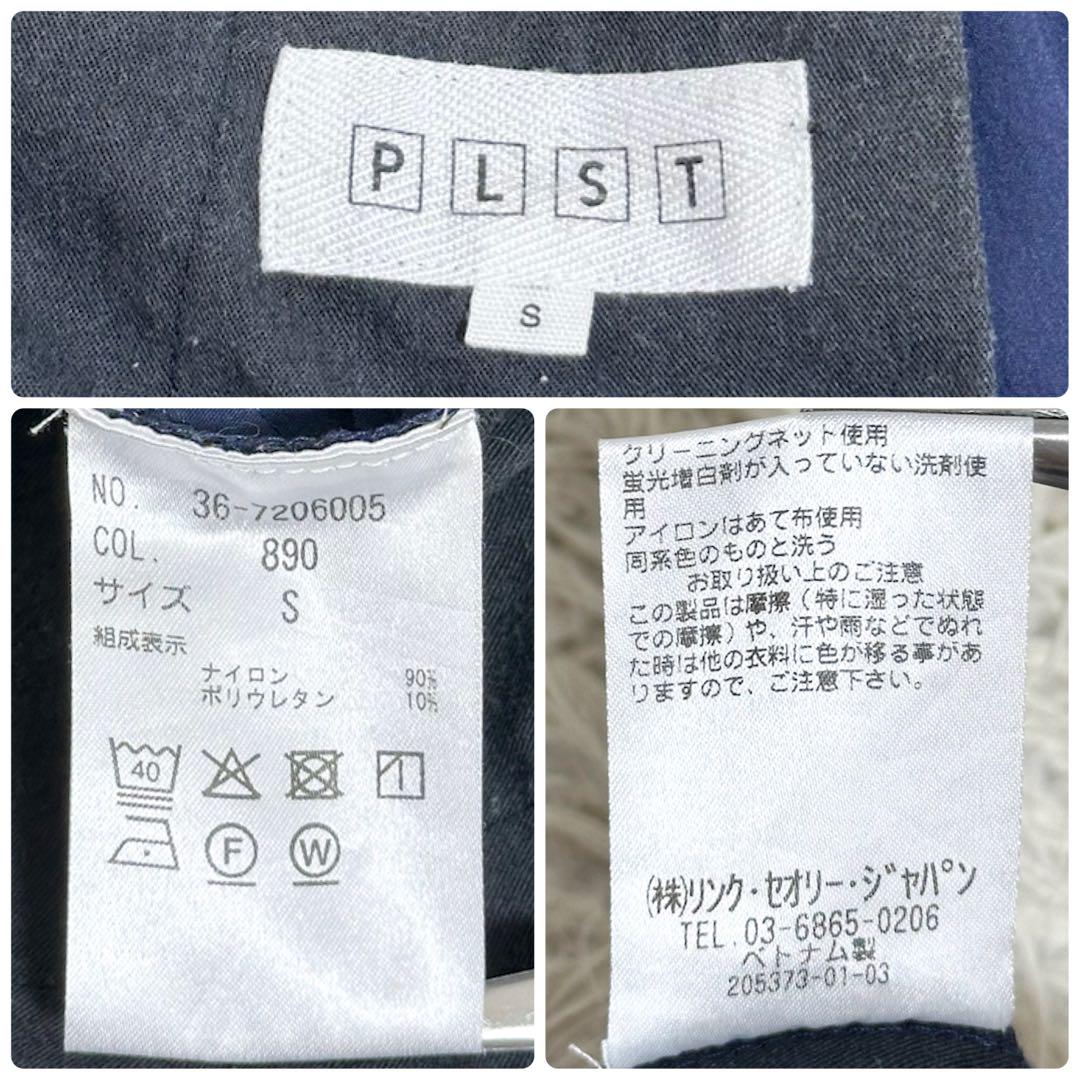 PLST
S
NO. 36-7206005
COL. 890
サイズ S
組成表示
ナイロン 90%
ポリウレタン 10%
40
F W
クリーニングネット使用
蛍光増白剤が入っていない洗剤使
用
アイロンはあて布使用
同系色のものと洗う
お取り扱い上のご注意
この製品は摩擦（特に湿った状態
での摩擦）や、汗や雨などでぬれ
た時は他の衣料に色が移る事があ
りますので、ご注意下さい。
(株)リンク・セオリー・ジャパン
TEL.03-6865-0206
ベトナム製
205373-01-03